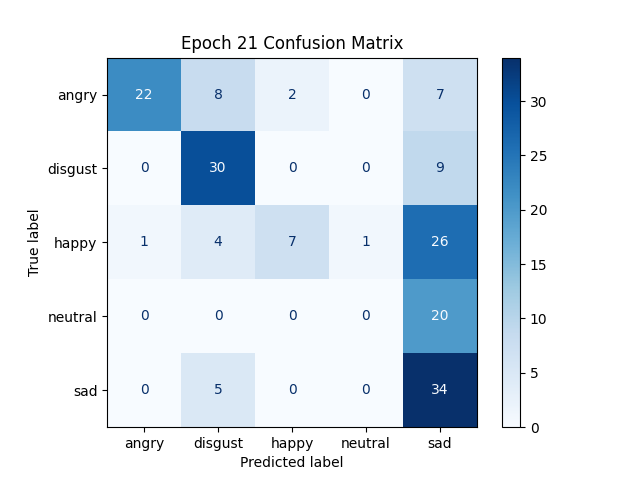 Epoch 21 Confusion Matrix
True label
angry 22 8 2 0 7
disgust 0 30 0 0 9
happy 1 4 7 1 26
neutral 0 0 0 0 20
sad 0 5 0 0 34
angry disgust happy neutral sad
Predicted label
30
25
20
15
10
5
0